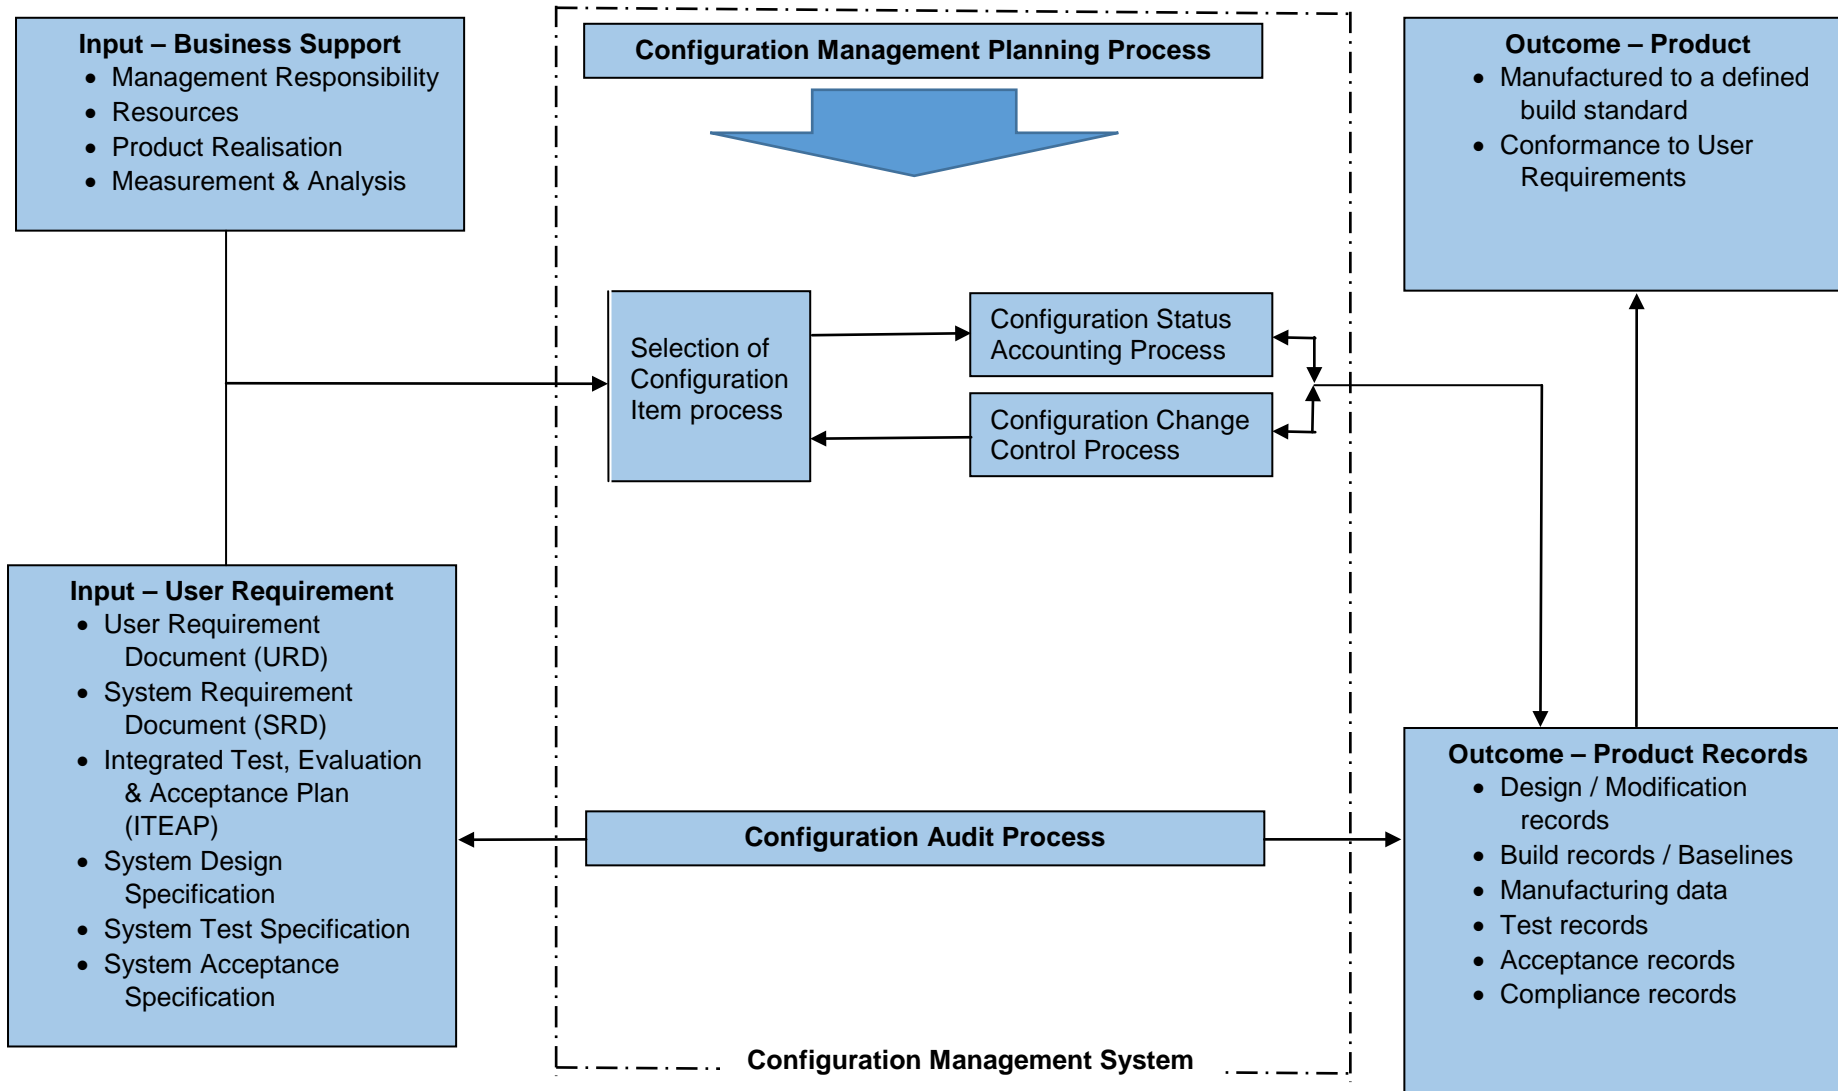 Input – Business Support
• Management Responsibility
• Resources
• Product Realisation
• Measurement & Analysis
Configuration Management Planning Process
Outcome – Product
• Manufactured to a defined
build standard
• Conformance to User
Requirements
Selection of
Configuration
Item process
Configuration Status
Accounting Process
Configuration Change
Control Process
Input – User Requirement
• User Requirement
Document (URD)
• System Requirement
Document (SRD)
• Integrated Test, Evaluation
& Acceptance Plan
(ITEAP)
• System Design
Specification
• System Test Specification
• System Acceptance
Specification
Configuration Audit Process
Outcome – Product Records
• Design / Modification
records
• Build records / Baselines
• Manufacturing data
• Test records
• Acceptance records
• Compliance records
Configuration Management System